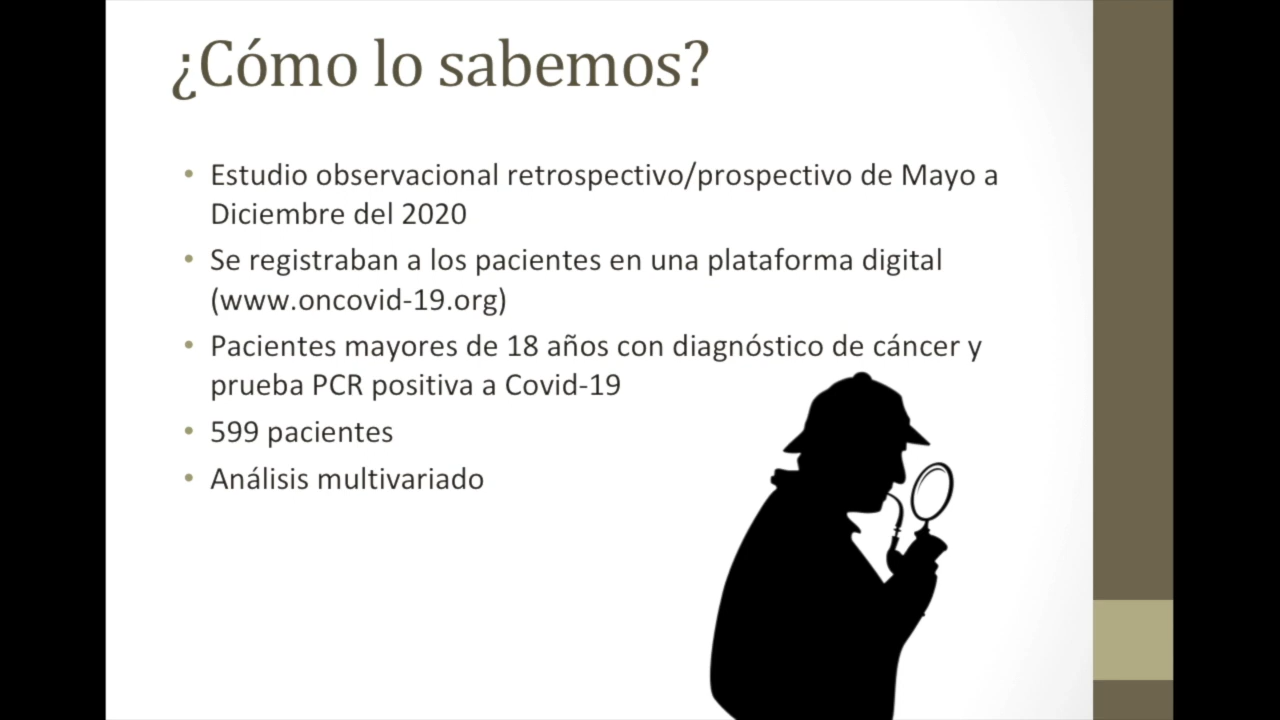 ¿Cómo lo sabemos?
• Estudio observacional retrospectivo/prospectivo de Mayo a
Diciembre del 2020
• Se registraban a los pacientes en una plataforma digital
(www.oncovid-19.org)
• Pacientes mayores de 18 años con diagnóstico de cáncer y
prueba PCR positiva a Covid-19
• 599 pacientes
• Análisis multivariado